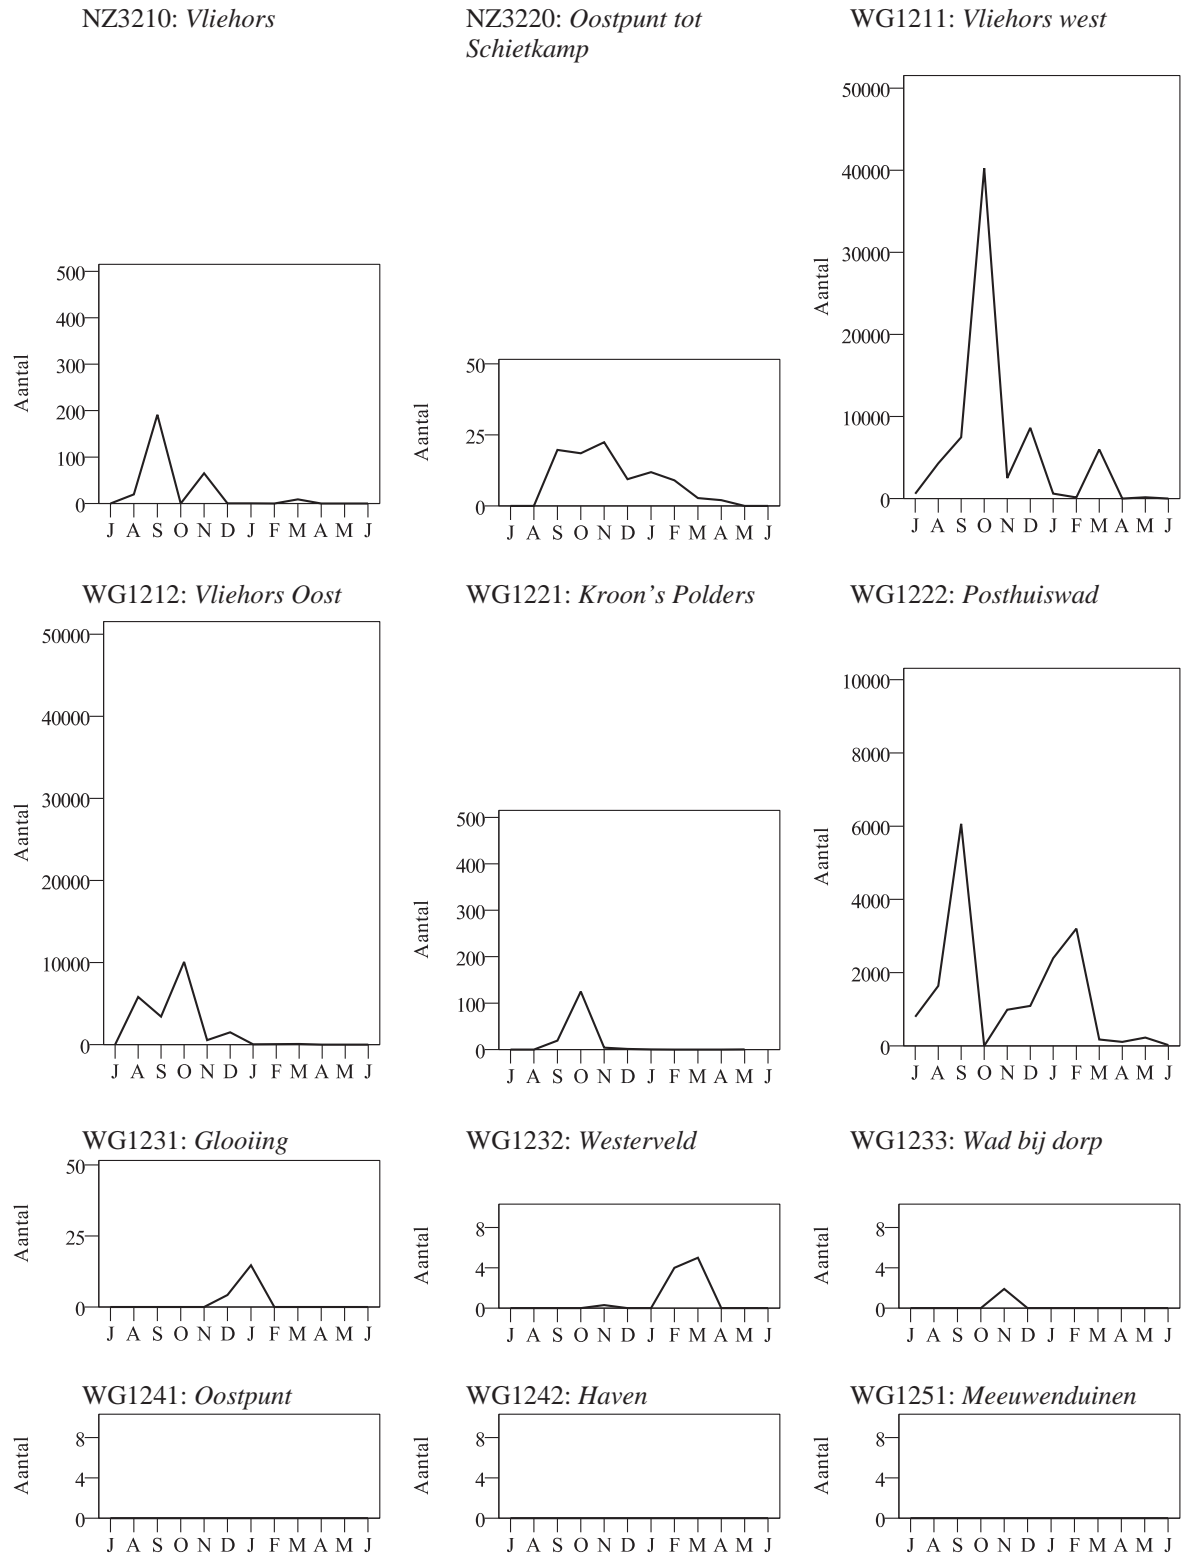 NZ3210: Vliehors
NZ3220: Oostpunt tot
Schietkamp
WG1211: Vliehors west
500
400
300
200
100
0
Aantal
J A S O N D J F M A M J
50
25
0
Aantal
J A S O N D J F M A M J
50000
40000
30000
20000
10000
0
Aantal
J A S O N D J F M A M J
WG1212: Vliehors Oost
WG1221: Kroon's Polders
WG1222: Posthuiswad
50000
40000
30000
20000
10000
0
Aantal
J A S O N D J F M A M J
500
400
300
200
100
0
Aantal
J A S O N D J F M A M J
10000
8000
6000
4000
2000
0
Aantal
J A S O N D J F M A M J
WG1231: Glooiing
WG1232: Westerveld
WG1233: Wad bij dorp
50
25
0
Aantal
J A S O N D J F M A M J
8
4
0
Aantal
J A S O N D J F M A M J
8
4
0
Aantal
J A S O N D J F M A M J
WG1241: Oostpunt
WG1242: Haven
WG1251: Meeuwenduinen
8
4
0
Aantal
J A S O N D J F M A M J
8
4
0
Aantal
J A S O N D J F M A M J
8
4
0
Aantal
J A S O N D J F M A M J